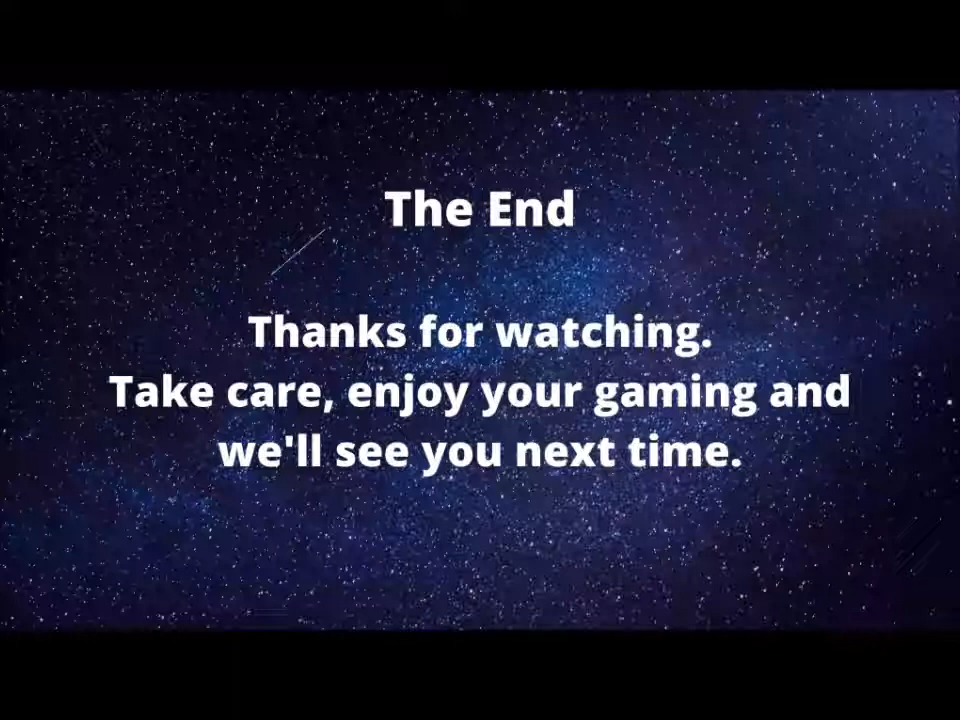 The End
Thanks for watching.
Take care, enjoy your gaming and
we'll see you next time.